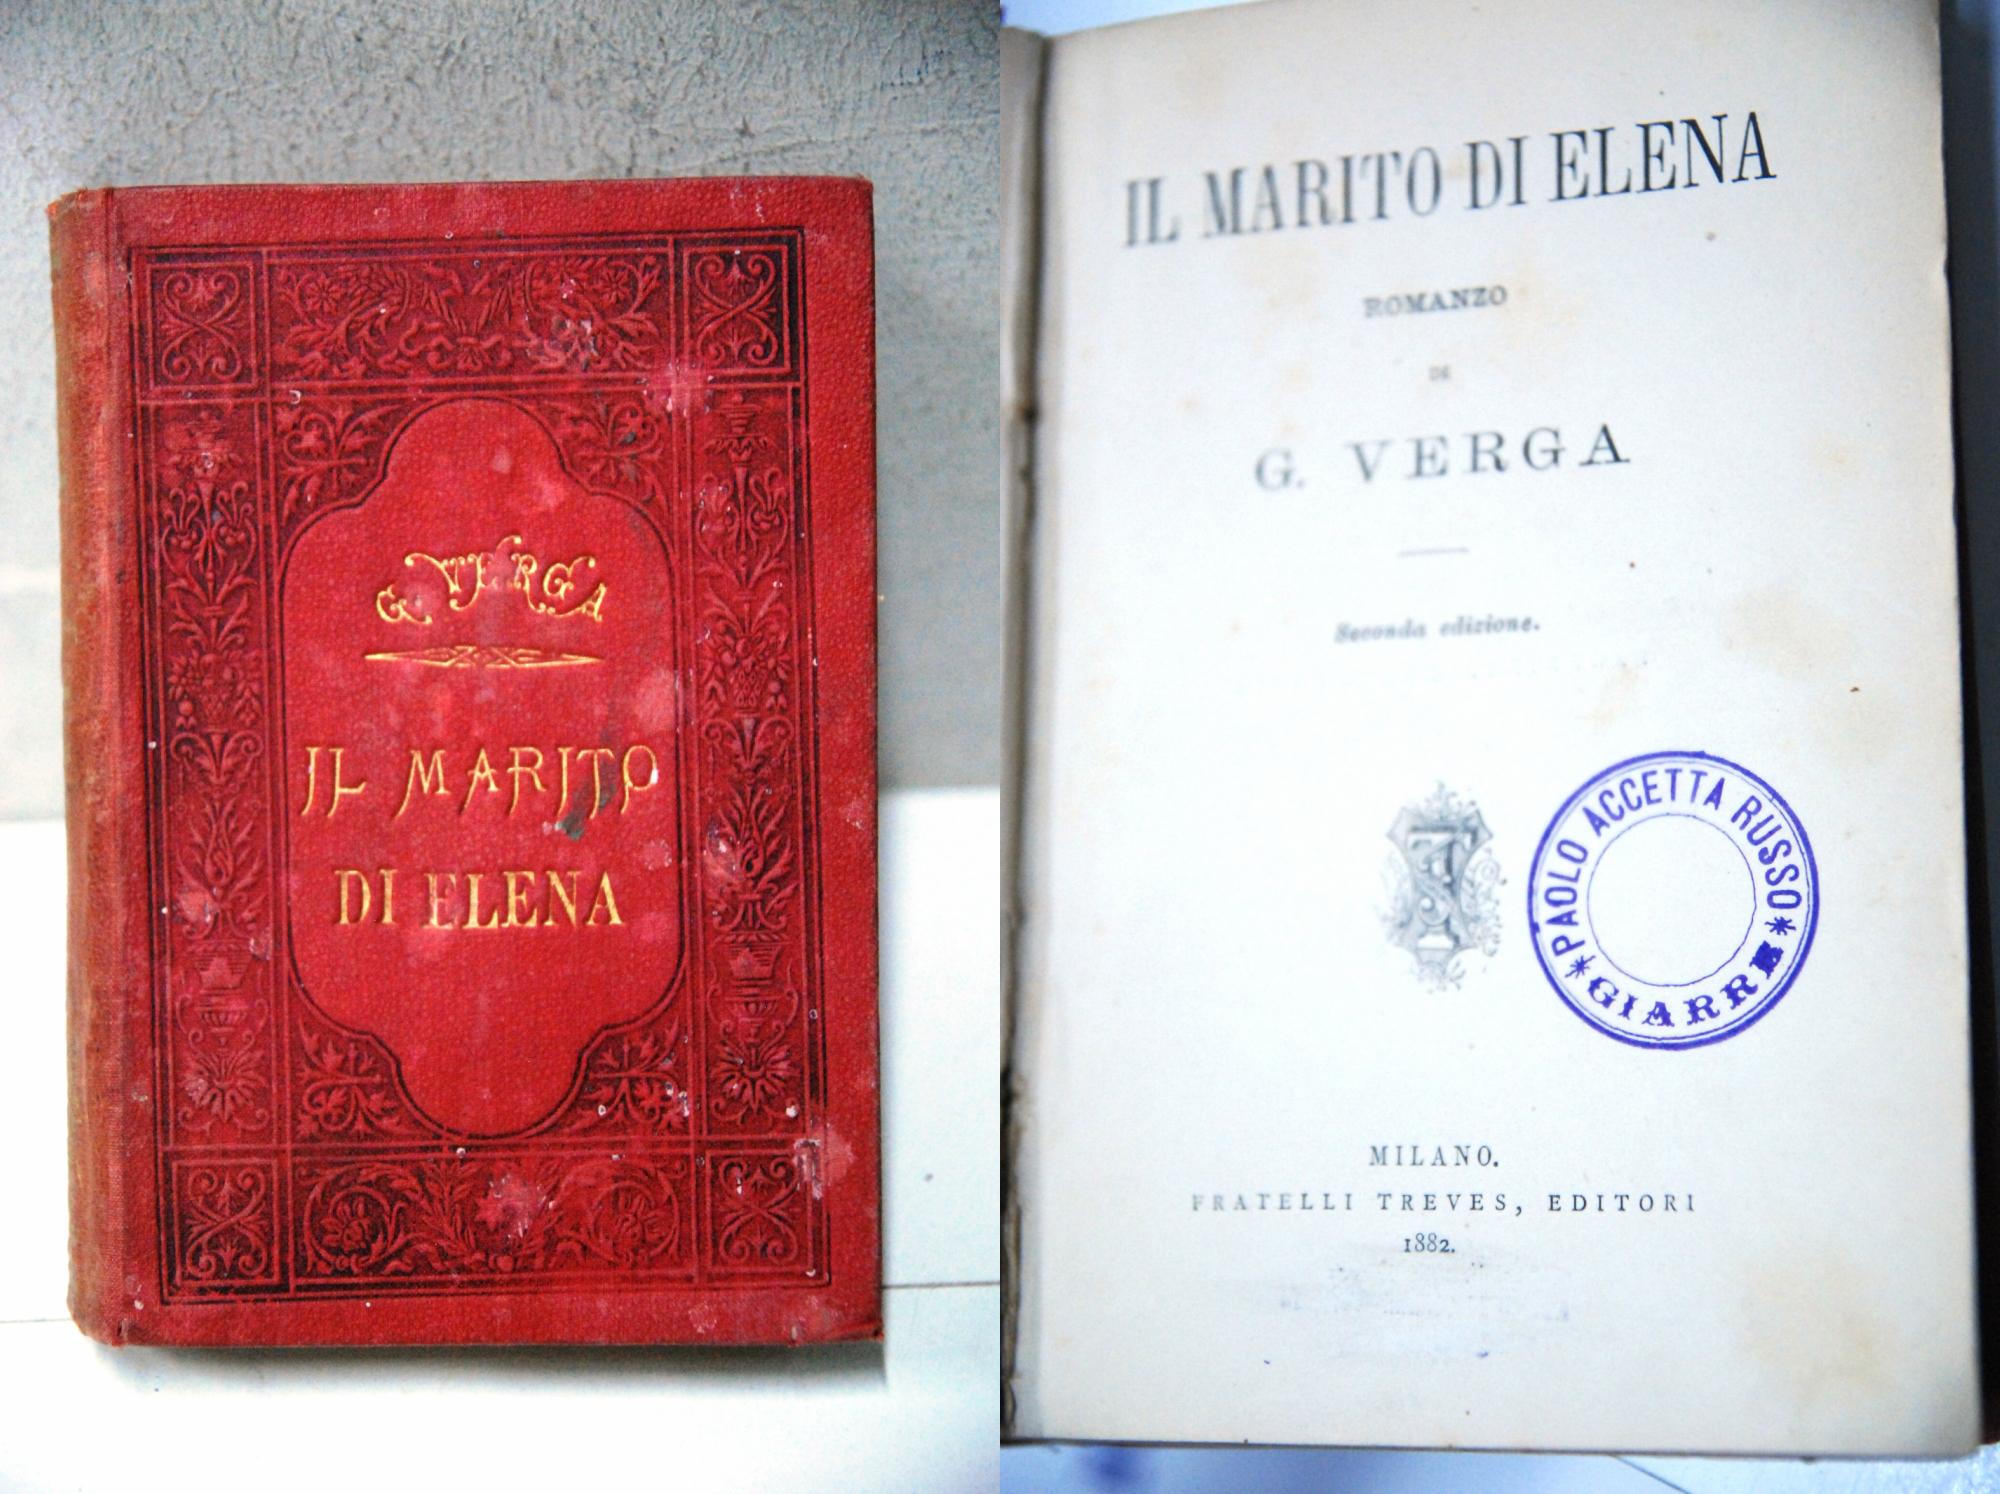 G. VERGA
IL MARITO
DI ELENA
IL MARITO DI ELENA
ROMANZO
DI
G. VERGA
Seconda edizione.
PAOLO ACCETTA RUSSO
* GIARRE *
MILANO.
FRATELLI TREVES, EDITORI
1882.